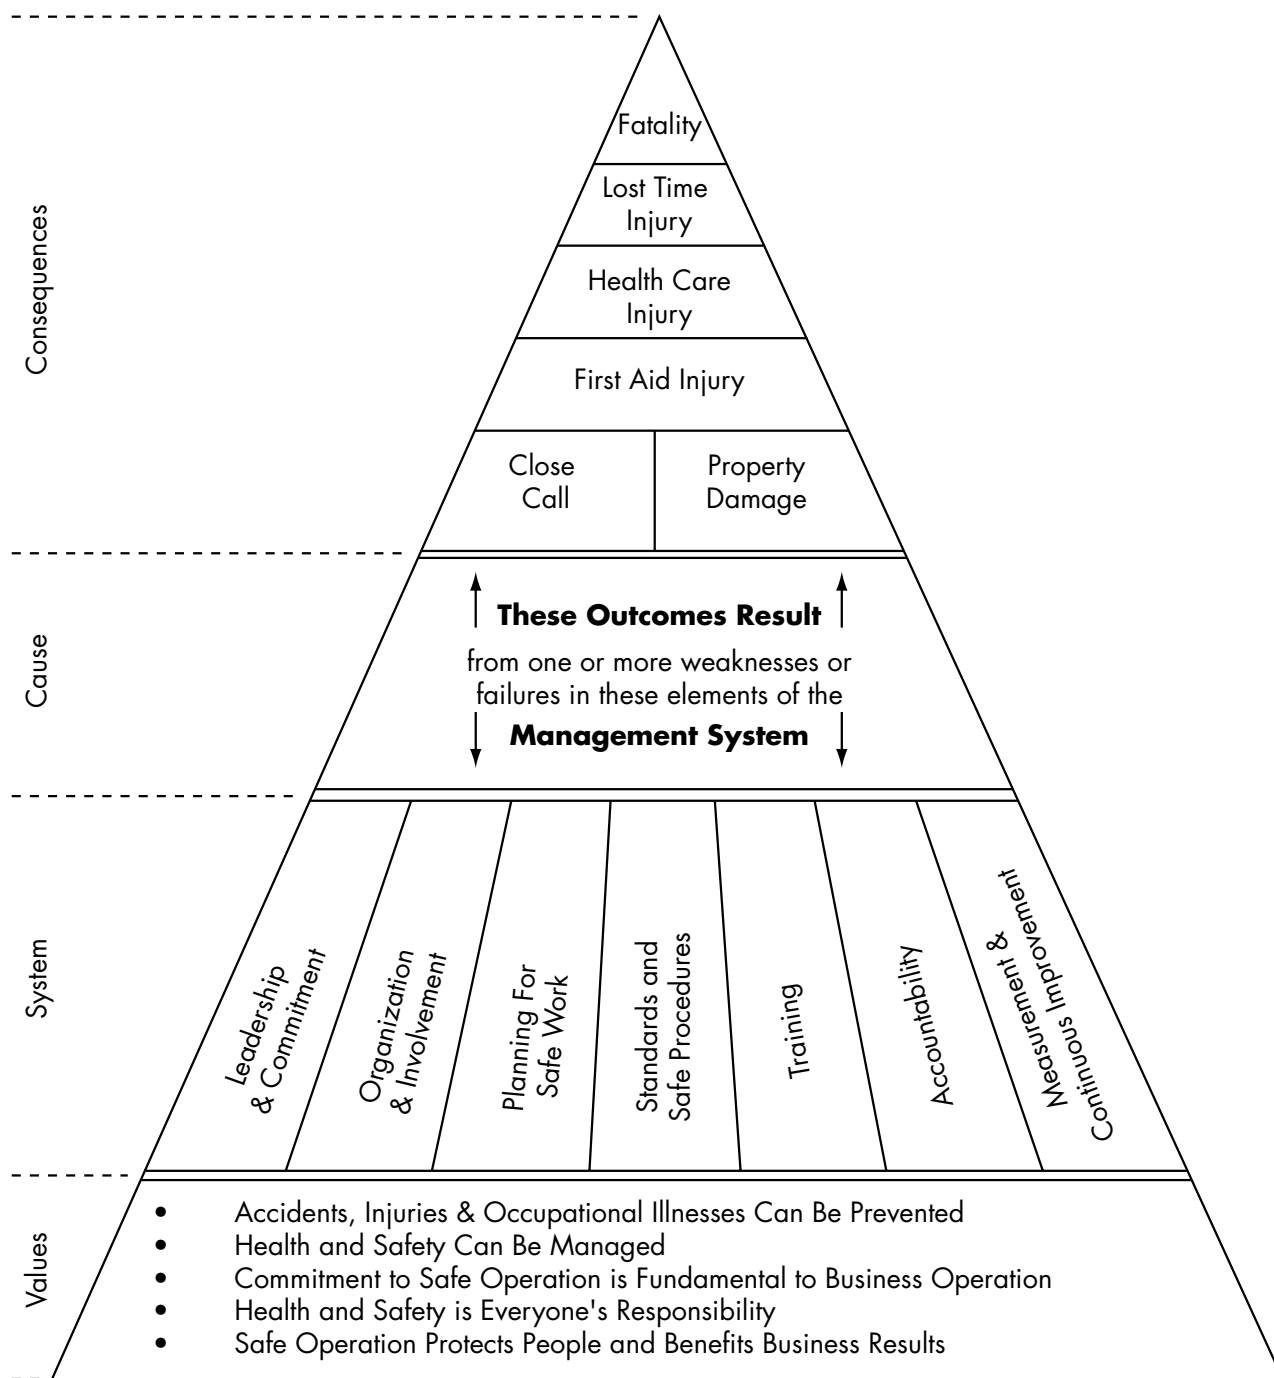 Consequences
Fatality
Lost Time
Injury
Health Care
Injury
First Aid Injury
Close
Call
Property
Damage
Cause
These Outcomes Result
from one or more weaknesses or
failures in these elements of the
Management System
System
Leadership
& Commitment
Organization
& Involvement
Planning For
Safe Work
Standards and
Safe Procedures
Training
Accountability
Measurement &
Continuous Improvement
Values
• Accidents, Injuries & Occupational Illnesses Can Be Prevented
• Health and Safety Can Be Managed
• Commitment to Safe Operation is Fundamental to Business Operation
• Health and Safety is Everyone's Responsibility
• Safe Operation Protects People and Benefits Business Results